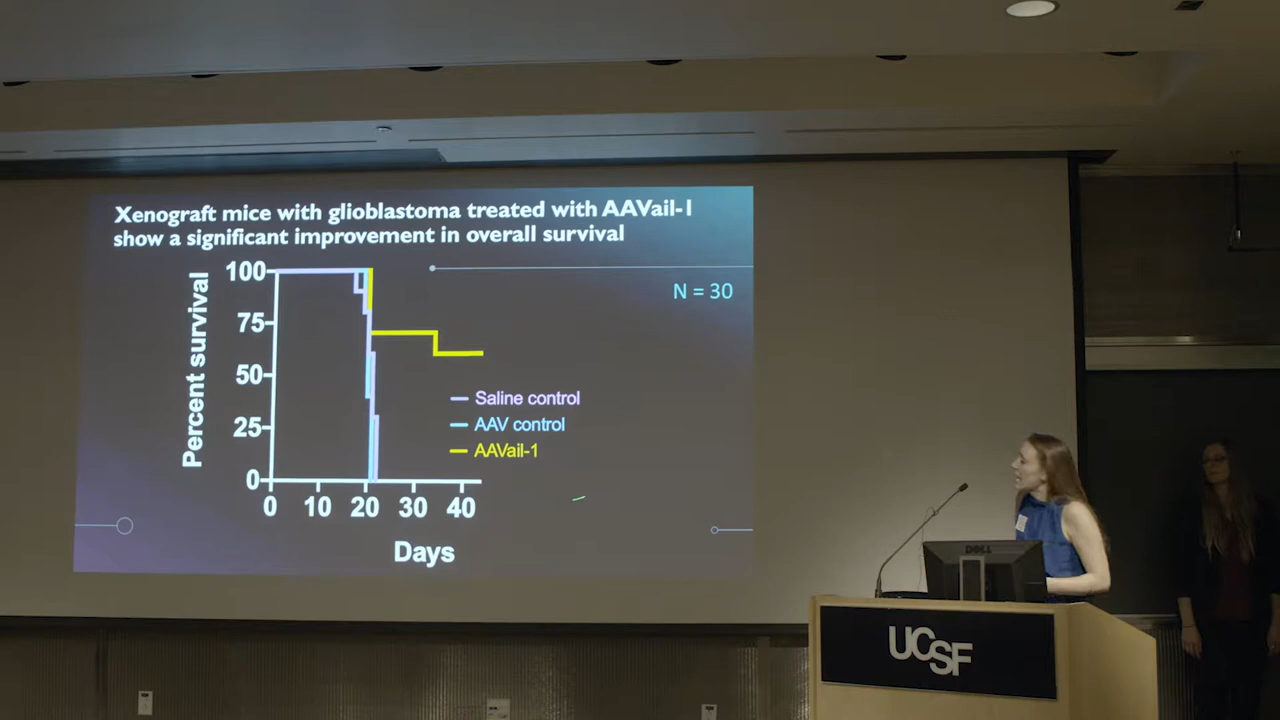 Xenograft mice with glioblastoma treated with AAVail-1
show a significant improvement in overall survival
N = 30
Percent survival
100
75
50
25
0
Saline control
AAV control
AAVail-1
0 10 20 30 40
Days
DELL
UCSF